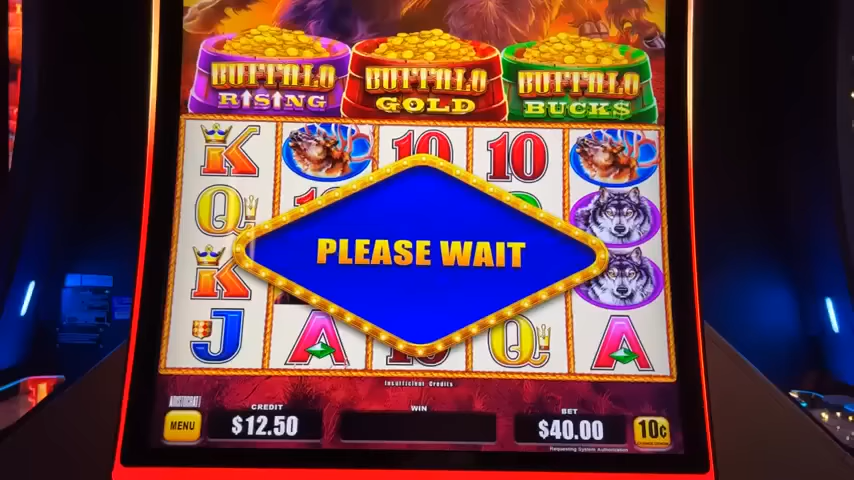 BUFFALO
RISING
BUFFALO
GOLD
BUFFALO
BUCKS
K
10
10
Q
PLEASE WAIT
K
J
A
Q
A
Insufficient Credits
ARISTOCRAT
MENU
CREDIT
$12.50
WIN
BET
$40.00
10¢
Requesting System Authorization